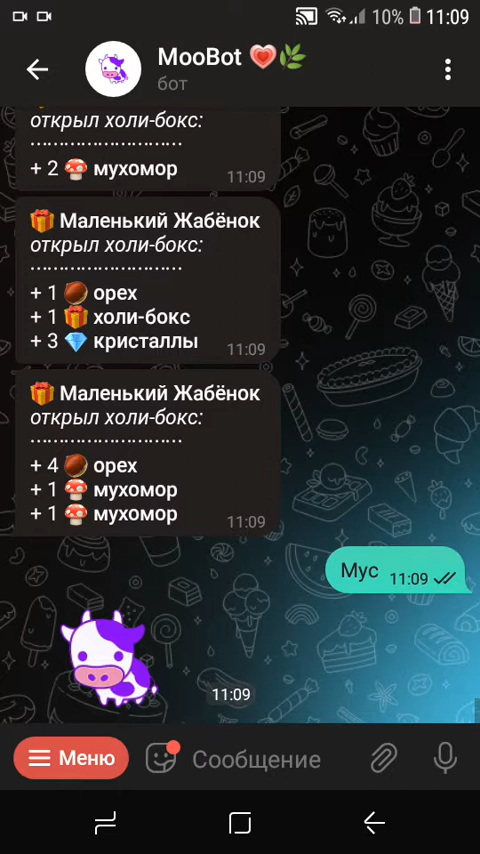 10% 11:09
MooBot 💗🌿
бот
открыл холи-бокс:
...........................
+ 2 🍄 мухомор
11:09
🎁 Маленький Жабёнок
открыл холи-бокс:
...........................
+ 1 🌰 орех
+ 1 🎁 холи-бокс
+ 3 💎 кристаллы
11:09
🎁 Маленький Жабёнок
открыл холи-бокс:
...........................
+ 4 🌰 орех
+ 1 🍄 мухомор
+ 1 🍄 мухомор
11:09
Мус 11:09
11:09
Меню Сообщение